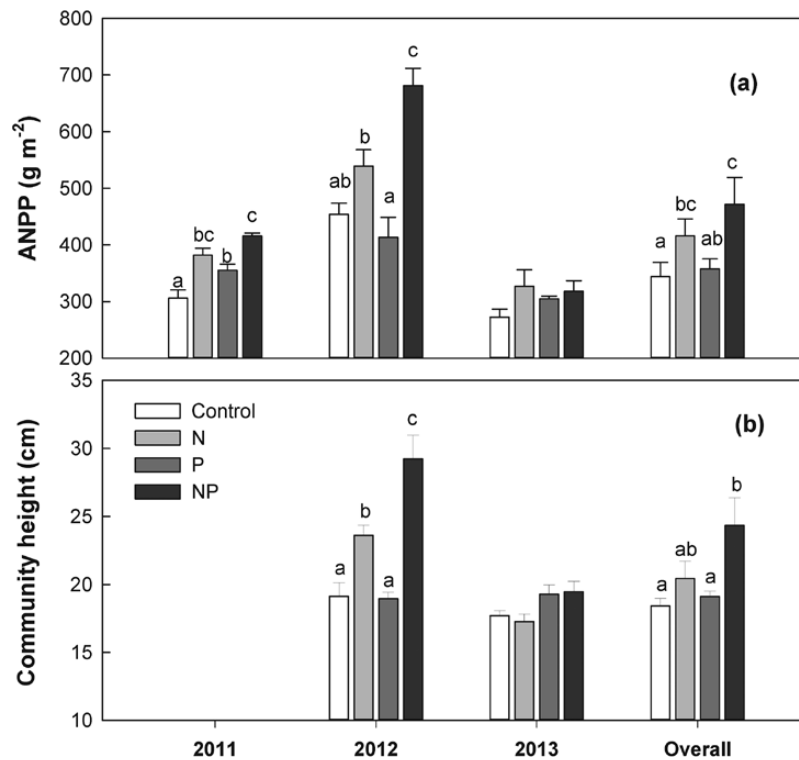 800
700
600
500
400
300
200
ANPP (g m⁻²)
(a)
a
bc
b
c
ab
b
a
c
a
bc
ab
c
35
30
25
20
15
10
Community height (cm)
(b)
Control
N
P
NP
a
b
a
c
a
ab
a
b
2011
2012
2013
Overall